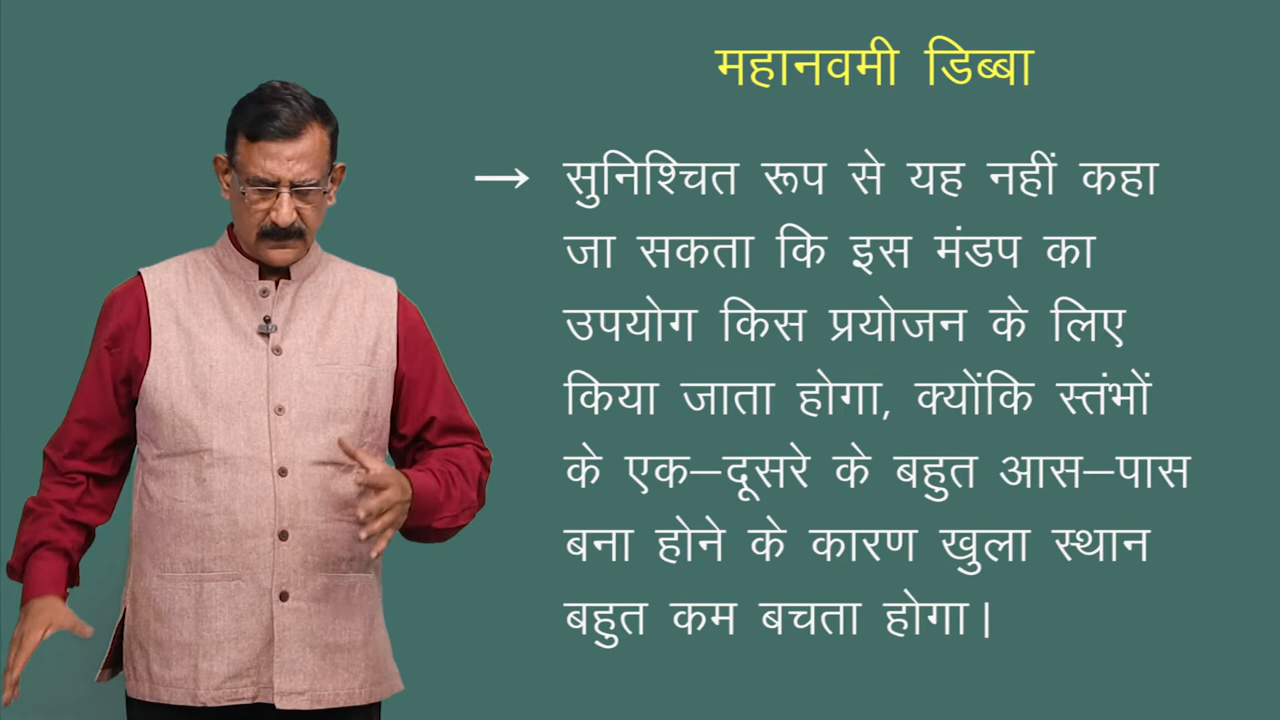 महानवमी डिब्बा
→ सुनिश्चित रूप से यह नहीं कहा
जा सकता कि इस मंडप का
उपयोग किस प्रयोजन के लिए
किया जाता होगा, क्योंकि स्तंभों
के एक–दूसरे के बहुत आस–पास
बना होने के कारण खुला स्थान
बहुत कम बचता होगा।